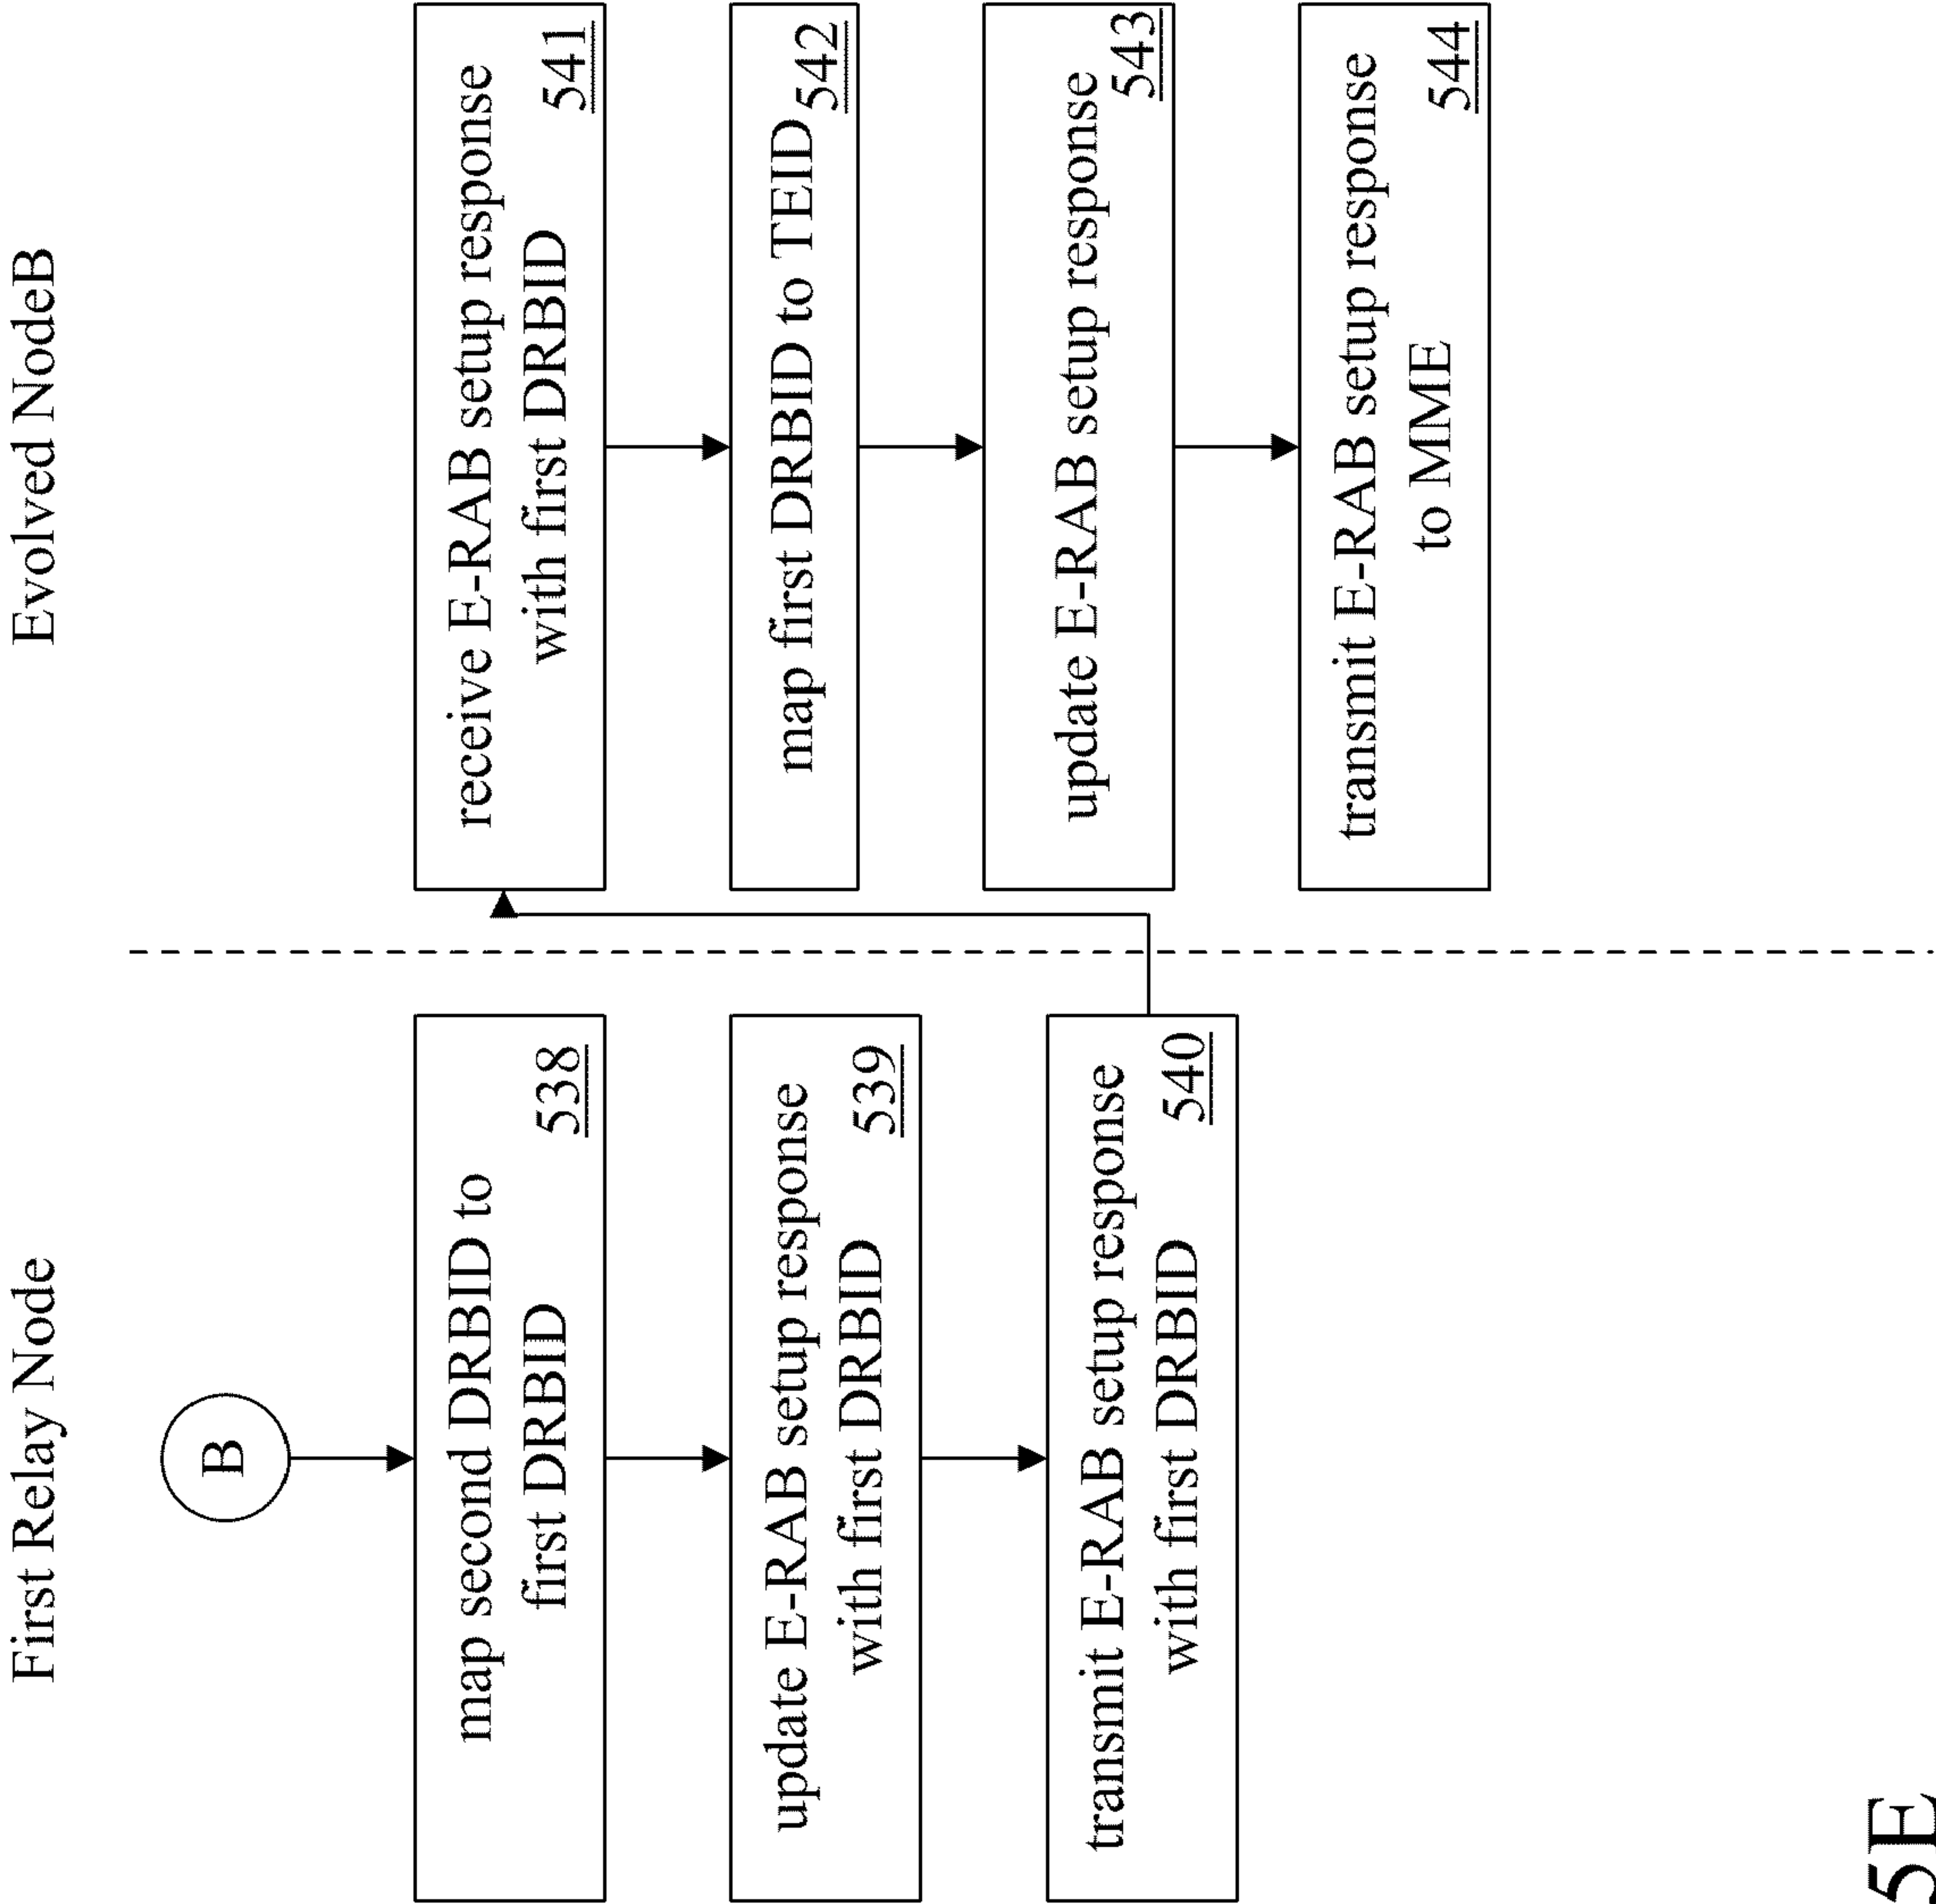 First Relay Node
Evolved NodeB
B
map second DRBID to
first DRBID
538
update E-RAB setup response
with first DRBID
539
transmit E-RAB setup response
with first DRBID
540
receive E-RAB setup response
with first DRBID
541
map first DRBID to TEID
542
update E-RAB setup response
543
transmit E-RAB setup response
to MME
544
5E